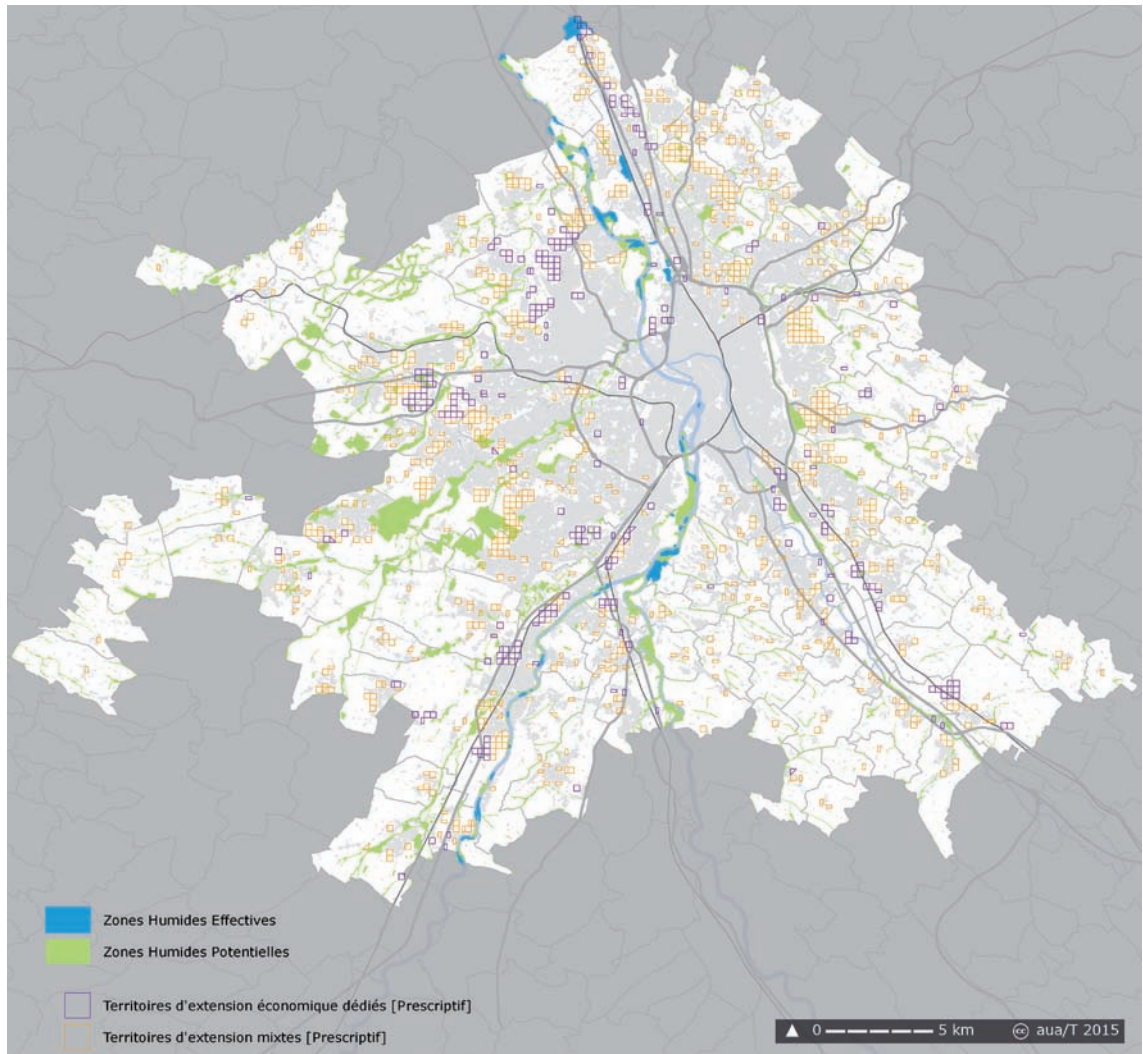 Zones Humides Effectives
Zones Humides Potentielles
Territoires d'extension économique dédiés [Prescriptif]
Territoires d'extension mixtes [Prescriptif]
0 5 km cc aua/T 2015